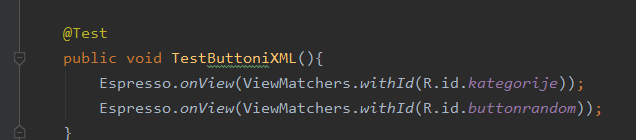 @Test
public void TestButtoniXML(){
Espresso.onView(ViewMatchers.withId(R.id.kategorije));
Espresso.onView(ViewMatchers.withId(R.id.buttonrandom));
}